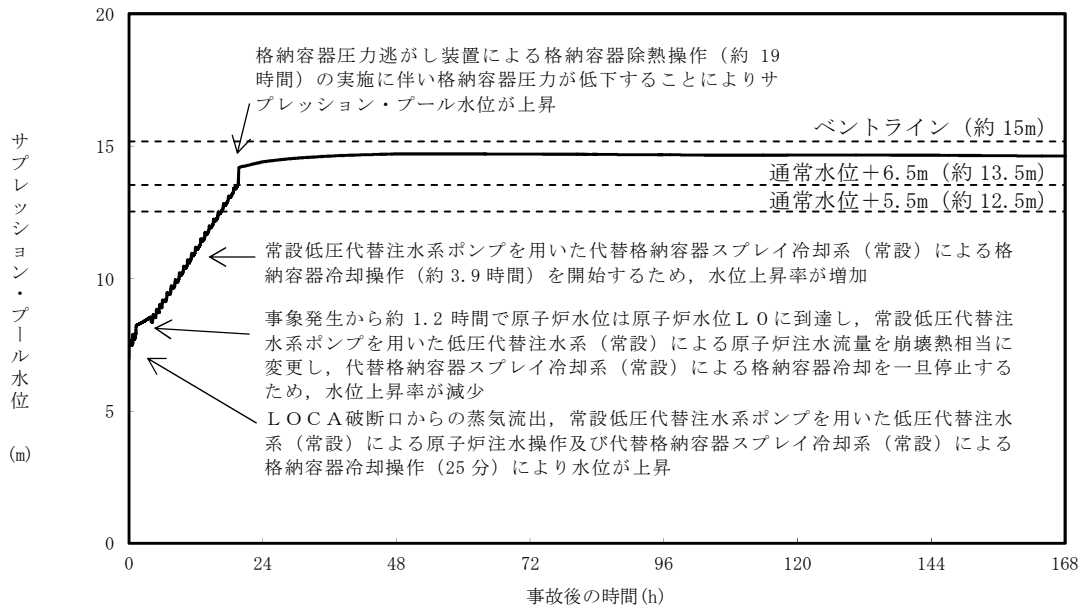 20
格納容器圧力逃がし装置による格納容器除熱操作（約 19
時間）の実施に伴い格納容器圧力が低下することによりサ
プレッション・プール水位が上昇
ベントライン（約 15m）
15
通常水位＋6.5m（約 13.5m）
通常水位＋5.5m（約 12.5m）
常設低圧代替注水系ポンプを用いた代替格納容器スプレイ冷却系（常設）による格
納容器冷却操作（約 3.9 時間）を開始するため，水位上昇率が増加
10
事象発生から約 1.2 時間で原子炉水位は原子炉水位Ｌ０に到達し，常設低圧代替注
水系ポンプを用いた低圧代替注水系（常設）による原子炉注水流量を崩壊熱相当に
変更し，代替格納容器スプレイ冷却系（常設）による格納容器冷却を一旦停止する
ため，水位上昇率が減少
5
ＬＯＣＡ破断口からの蒸気流出，常設低圧代替注水系ポンプを用いた低圧代替注水
系（常設）による原子炉注水操作及び代替格納容器スプレイ冷却系（常設）による
格納容器冷却操作（25 分）により水位が上昇
0
サプレッション・プール水位
(m)
0 24 48 72 96 120 144 168
事故後の時間(h)